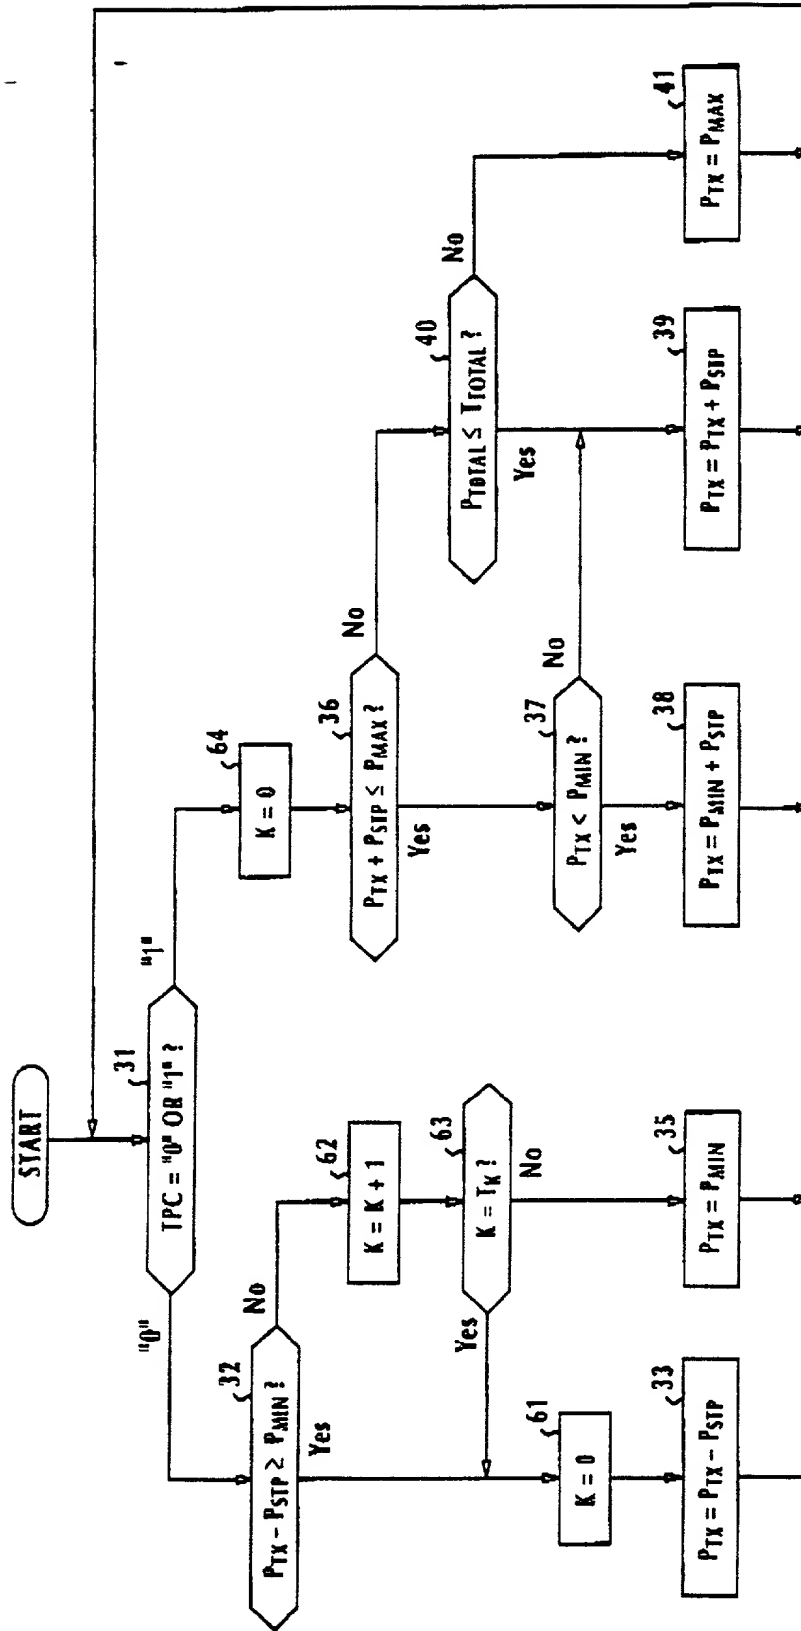 START
31
TPC = "0" OR "1" ?
"0"
"1"
32
PTX − PSTP ≥ PMIN ?
No
Yes
62
K = K + 1
63
K = TK ?
Yes
No
61
K = 0
33
PTX = PTX − PSTP
35
PTX = PMIN
64
K = 0
36
PTX + PSTP ≤ PMAX ?
No
Yes
40
PTOTAL ≤ TTOTAL ?
No
Yes
37
PTX < PMIN ?
No
Yes
38
PTX = PMIN + PSTP
39
PTX = PTX + PSTP
41
PTX = PMAX